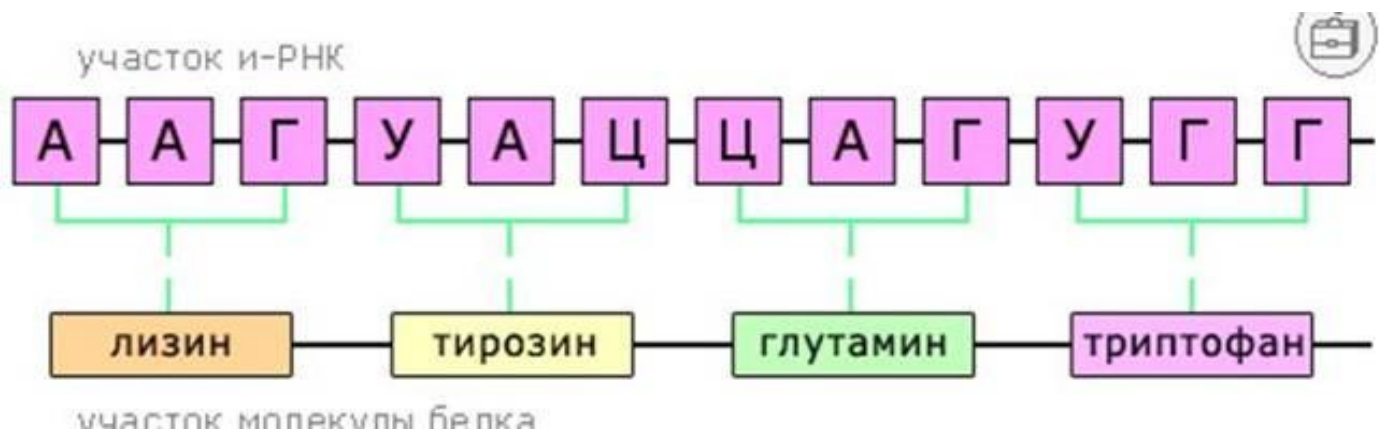 участок и-РНК
А А Г У А Ц Ц А Г У Г Г
лизин тирозин глутамин триптофан
участок молекулы белка